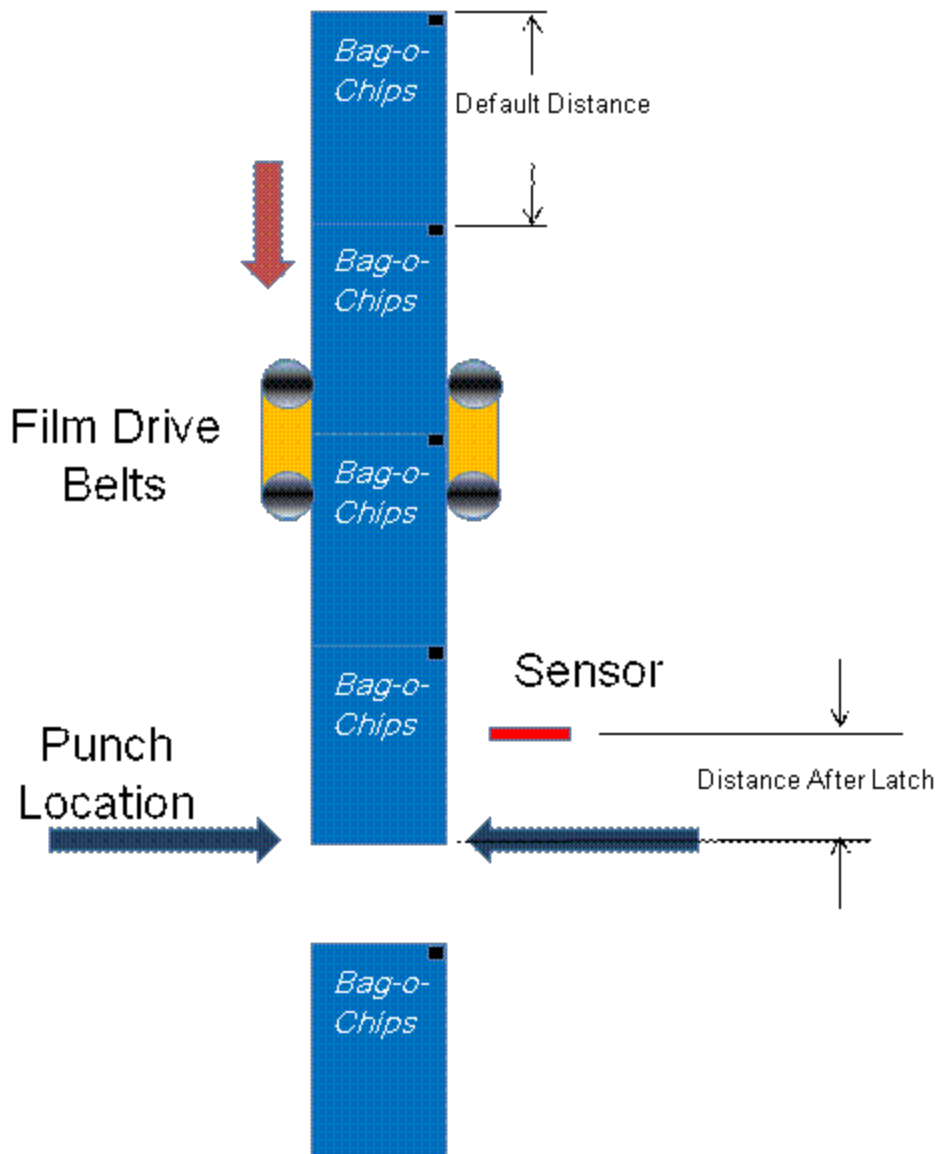 Bag-o-
Chips
Default Distance
Bag-o-
Chips
Film Drive
Belts
Bag-o-
Chips
Sensor
Bag-o-
Chips
Punch
Location
Distance After Latch
Bag-o-
Chips